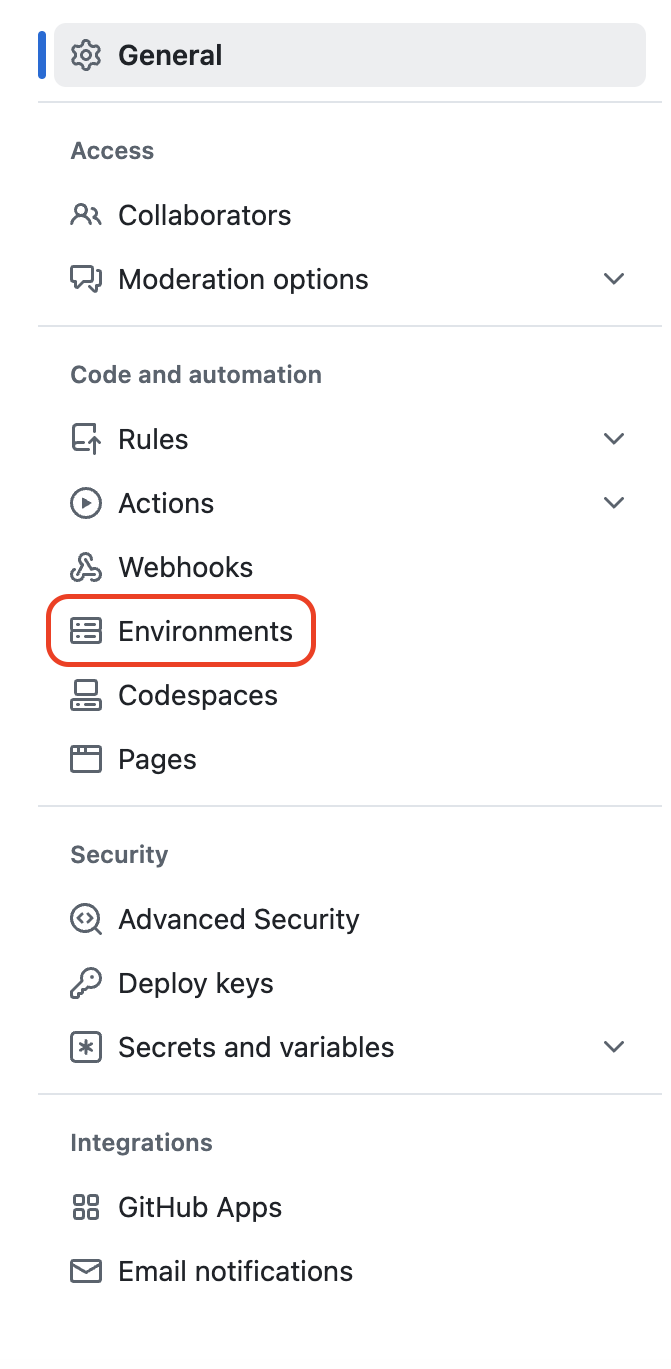 General
Access
Collaborators
Moderation options
Code and automation
Rules
Actions
Webhooks
Environments
Codespaces
Pages
Security
Advanced Security
Deploy keys
Secrets and variables
Integrations
GitHub Apps
Email notifications